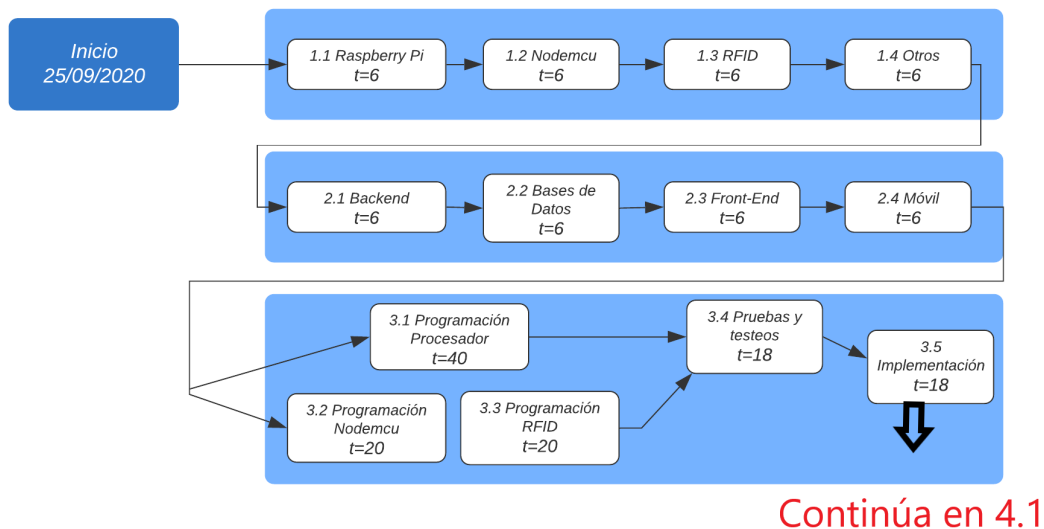 Inicio
25/09/2020
1.1 Raspberry Pi
t=6
1.2 Nodemcu
t=6
1.3 RFID
t=6
1.4 Otros
t=6
2.1 Backend
t=6
2.2 Bases de
Datos
t=6
2.3 Front-End
t=6
2.4 Móvil
t=6
3.1 Programación
Procesador
t=40
3.2 Programación
Nodemcu
t=20
3.3 Programación
RFID
t=20
3.4 Pruebas y
testeos
t=18
3.5
Implementación
t=18
Continúa en 4.1